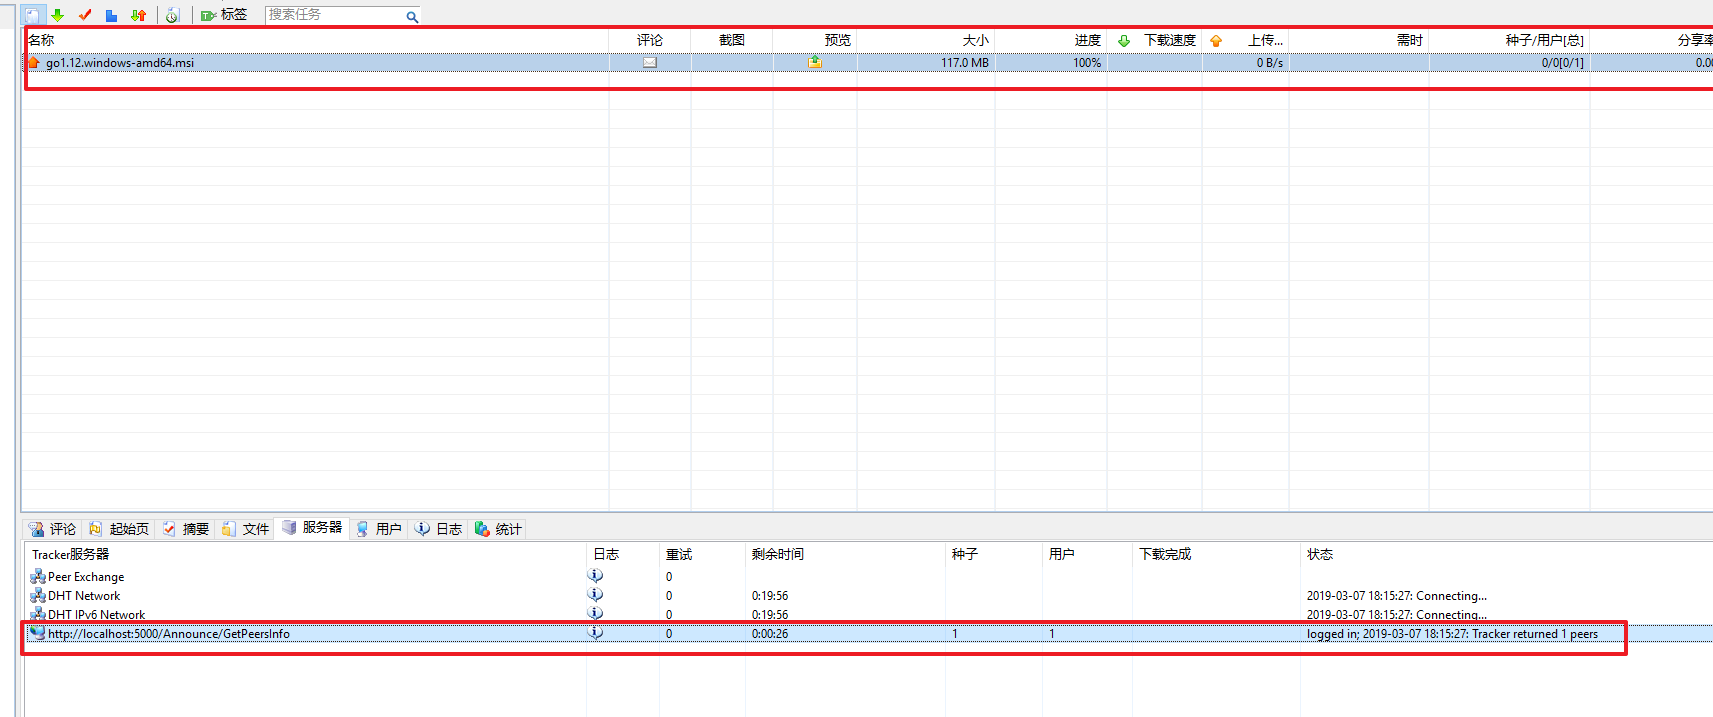 标签 搜索任务
名称 评论 截图 预览 大小 进度 下载速度 上传... 需时 种子/用户[总] 分享率
go1.12.windows-amd64.msi 117.0 MB 100% 0 B/s 0/0[0/1] 0.00
评论 起始页 摘要 文件 服务器 用户 日志 统计
Tracker服务器 日志 重试 剩余时间 种子 用户 下载完成 状态
Peer Exchange 0
DHT Network 0 0:19:56 2019-03-07 18:15:27: Connecting...
DHT IPv6 Network 0 0:19:56 2019-03-07 18:15:27: Connecting...
http://localhost:5000/Announce/GetPeersInfo 0 0:00:26 1 1 logged in; 2019-03-07 18:15:27: Tracker returned 1 peers